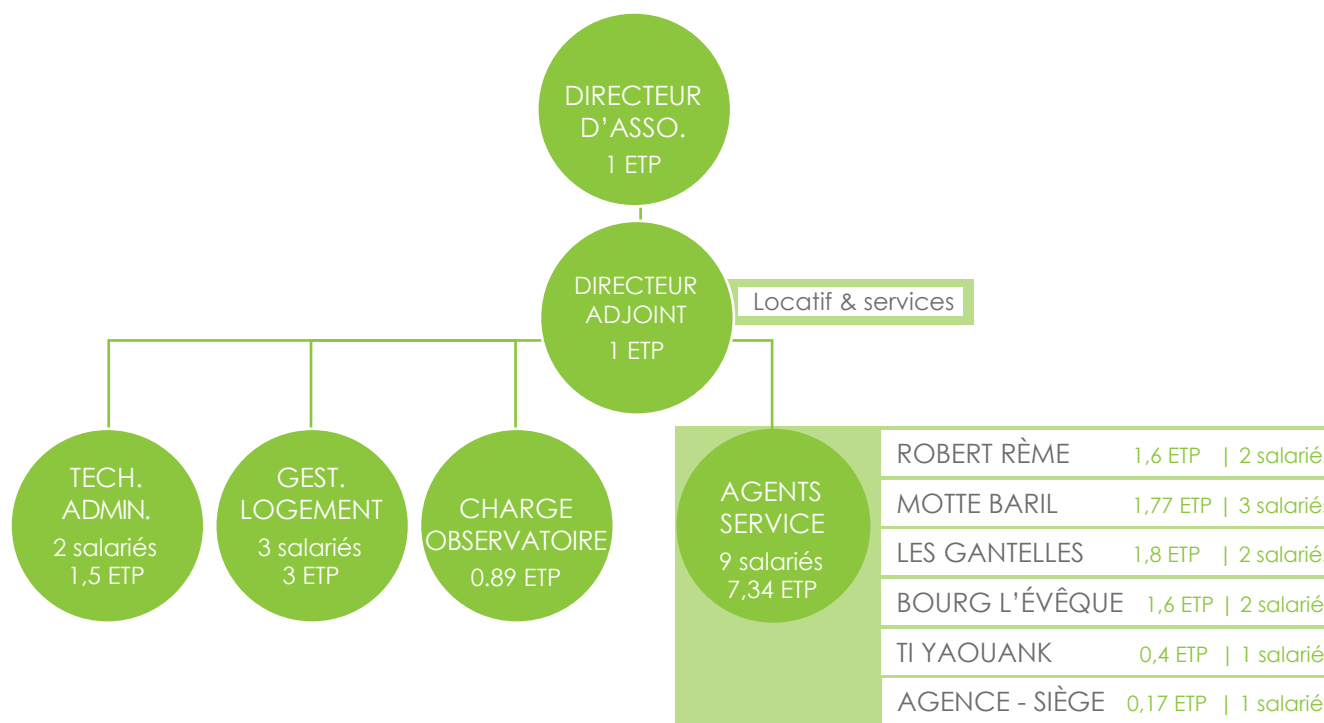 DIRECTEUR
D’ASSO.
1 ETP
DIRECTEUR
ADJOINT
1 ETP
Locatif & services
TECH.
ADMIN.
2 salariés
1,5 ETP
GEST.
LOGEMENT
3 salariés
3 ETP
CHARGE
OBSERVATOIRE
0.89 ETP
AGENTS
SERVICE
9 salariés
7,34 ETP
ROBERT RÈME 1,6 ETP | 2 salarié
MOTTE BARIL 1,77 ETP | 3 salarié
LES GANTELLES 1,8 ETP | 2 salarié
BOURG L’ÉVÊQUE 1,6 ETP | 2 salarié
TI YAOUANK 0,4 ETP | 1 salarié
AGENCE - SIÈGE 0,17 ETP | 1 salarié